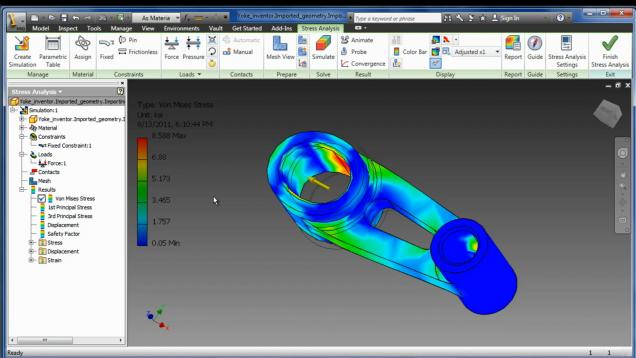 As Materia
Yoke_inventor.Imported_geometry.Impo...
Type a keyword or phrase
Sign In
Model Inspect Tools Manage View Environments Vault Get Started Add-Ins Stress Analysis
Create Simulation
Parametric Table
Assign
Fixed
Pin
Frictionless
Force
Pressure
Automatic
Manual
Mesh View
Simulate
Animate
Probe
Convergence
Color Bar
Adjusted x1
Report
Guide
Stress Analysis Settings
Finish Stress Analysis
Manage Material Constraints Loads Contacts Prepare Solve Result Display Report Guide Settings Exit
Stress Analysis
Yoke_inventor.Imported_geometry.Importin
Simulation:1
Yoke_inventor.Imported_geometry.I
Material
Constraints
Fixed Constraint:1
Loads
Force:1
Contacts
Mesh
Results
Von Mises Stress
1st Principal Stress
3rd Principal Stress
Displacement
Safety Factor
Stress
Displacement
Strain
Type: Von Mises Stress
Unit: ksi
8/13/2011, 6:10:44 PM
8.588 Max
6.88
5.173
3.465
1.757
0.05 Min
Ready
1 1